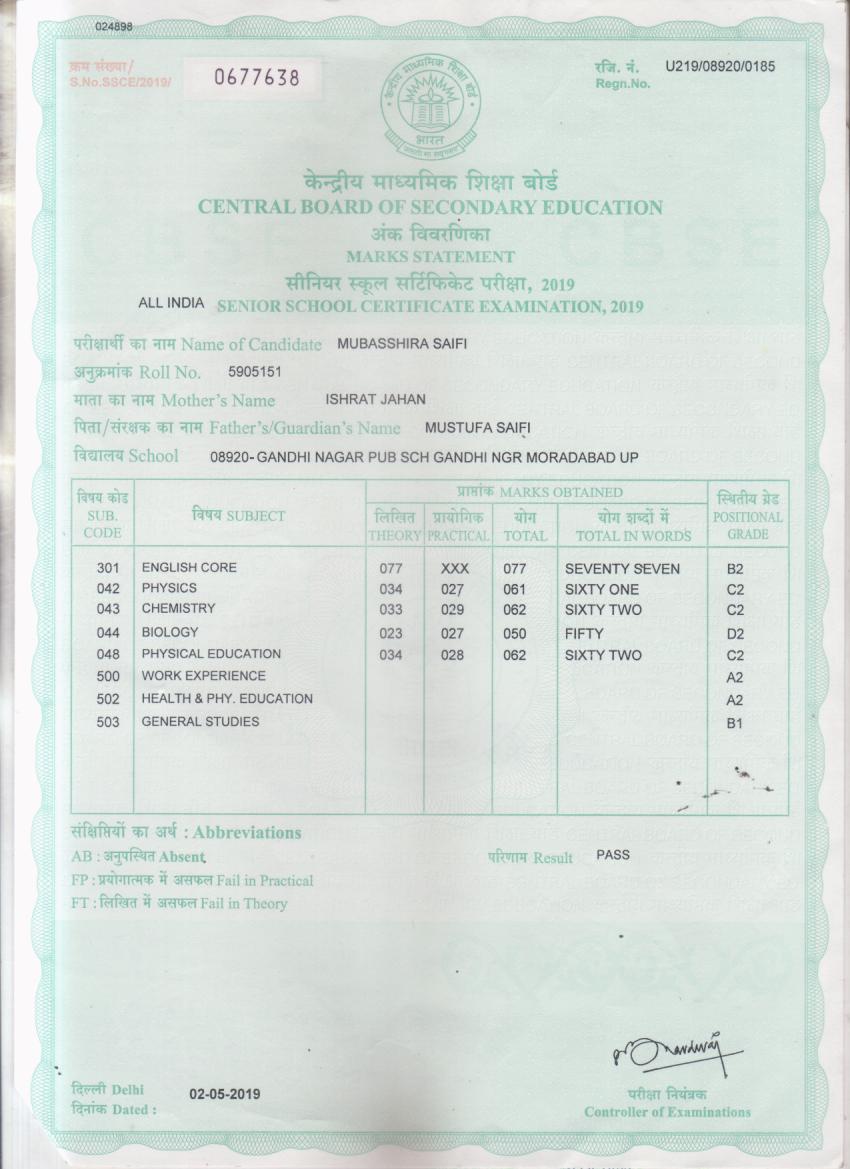 024898
क्रम संख्या/
S.No.SSCE/2019/ 0677638
रजि. नं. U219/08920/0185
Regn.No.
केन्द्रीय माध्यमिक शिक्षा बोर्ड
भारत
केन्द्रीय माध्यमिक शिक्षा बोर्ड
CENTRAL BOARD OF SECONDARY EDUCATION
CBSE CBSE
अंक विवरणिका
MARKS STATEMENT
सीनियर स्कूल सर्टिफिकेट परीक्षा, 2019
ALL INDIA SENIOR SCHOOL CERTIFICATE EXAMINATION, 2019
परीक्षार्थी का नाम Name of Candidate MUBASSHIRA SAIFI
अनुक्रमांक Roll No. 5905151
माता का नाम Mother's Name ISHRAT JAHAN
पिता/संरक्षक का नाम Father's/Guardian's Name MUSTUFA SAIFI
विद्यालय School 08920- GANDHI NAGAR PUB SCH GANDHI NGR MORADABAD UP
विषय कोड SUB. CODE विषय SUBJECT प्राप्तांक MARKS OBTAINED स्थितीय ग्रेड POSITIONAL GRADE
लिखित THEORY प्रायोगिक PRACTICAL योग TOTAL योग शब्दों में TOTAL IN WORDS
301 ENGLISH CORE 077 XXX 077 SEVENTY SEVEN B2
042 PHYSICS 034 027 061 SIXTY ONE C2
043 CHEMISTRY 033 029 062 SIXTY TWO C2
044 BIOLOGY 023 027 050 FIFTY D2
048 PHYSICAL EDUCATION 034 028 062 SIXTY TWO C2
500 WORK EXPERIENCE A2
502 HEALTH & PHY. EDUCATION A2
503 GENERAL STUDIES B1
संक्षिप्तियों का अर्थ : Abbreviations
AB : अनुपस्थित Absent परिणाम Result PASS
FP : प्रयोगात्मक में असफल Fail in Practical
FT : लिखित में असफल Fail in Theory
दिल्ली Delhi
दिनांक Dated : 02-05-2019
परीक्षा नियंत्रक
Controller of Examinations